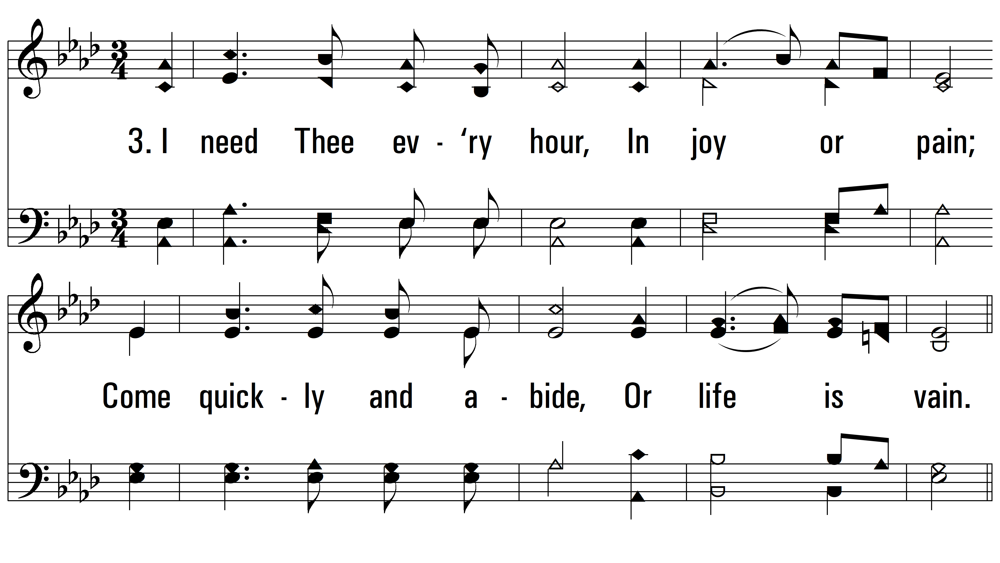 3. I need Thee ev - ‘ry hour, In joy or pain;
Come quick - ly and a - bide, Or life is vain.